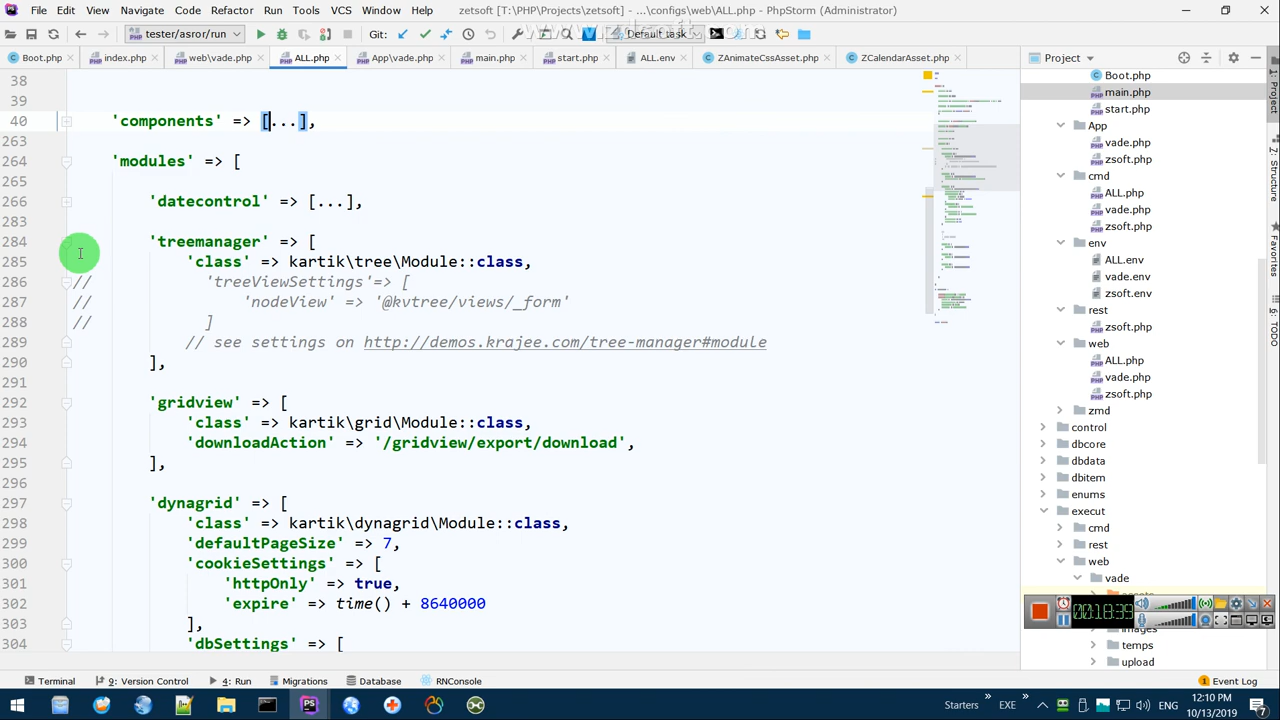 File Edit View Navigate Code Refactor Run Tools VCS Window Help zetsoft [T:\PHP\Projects\zetsoft] - ...\configs\web\ALL.php - PhpStorm (Administrator)
tester/asror/run Git: Default task
Boot.php index.php web\vade.php ALL.php App\vade.php main.php start.php ALL.env ZAnimateCssAsset.php ZCalendarAsset.php Project
38
39
40 'components' => [...],
263
264 'modules' => [
265
266 'datecontrol' => [...],
284 'treemanager' => [
285 'class' => kartik\tree\Module::class,
286 // 'treeViewSettings'=> [
287 // 'nodeView' => '@kvtree/views/_form'
288 // ]
289 // see settings on http://demos.krajee.com/tree-manager#module
290 ],
291
292 'gridview' => [
293 'class' => kartik\grid\Module::class,
294 'downloadAction' => '/gridview/export/download',
295 ],
296
297 'dynagrid' => [
298 'class' => kartik\dynagrid\Module::class,
299 'defaultPageSize' => 7,
300 'cookieSettings' => [
301 'httpOnly' => true,
302 'expire' => time() + 8640000
303 ],
304 'dbSettings' => [
Boot.php
main.php
start.php
App
vade.php
zsoft.php
cmd
ALL.php
vade.php
zsoft.php
env
ALL.env
vade.env
zsoft.env
rest
zsoft.php
web
ALL.php
vade.php
zsoft.php
zmd
control
dbcore
dbdata
dbitem
enums
execut
cmd
rest
web
vade
00:18:39
temps
upload
1: Project
7: Structure
Favorites
Terminal 9: Version Control 4: Run Migrations Database RNConsole 1 Event Log
Starters EXE ENG 12:10 PM
10/13/2019